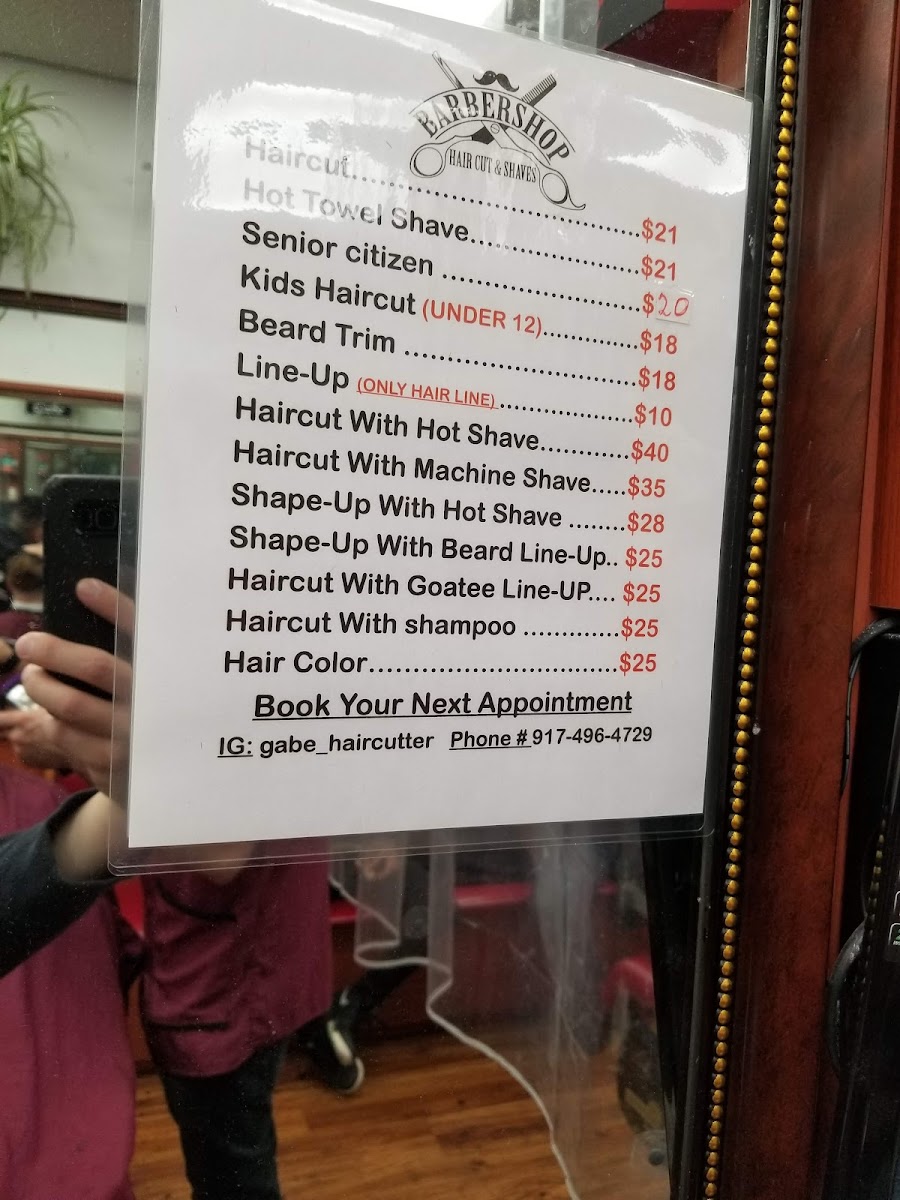 BARBERSHOP
HAIR CUT & SHAVES
Haircut..................................$21
Hot Towel Shave....................$21
Senior citizen ........................$20
Kids Haircut (UNDER 12)............$18
Beard Trim ............................$18
Line-Up (ONLY HAIR LINE)................$10
Haircut With Hot Shave............$40
Haircut With Machine Shave.....$35
Shape-Up With Hot Shave ........$28
Shape-Up With Beard Line-Up.. $25
Haircut With Goatee Line-UP.... $25
Haircut With shampoo .............$25
Hair Color..................................$25
Book Your Next Appointment
IG: gabe_haircutter Phone # 917-496-4729